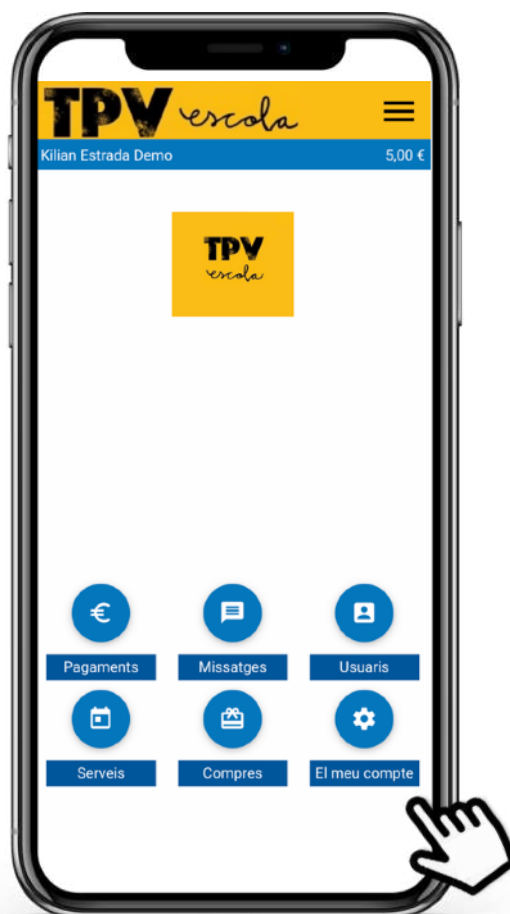 TPV escola
Kilian Estrada Demo 5,00 €
TPV
escola
Pagaments Missatges Usuaris
Serveis Compres El meu compte